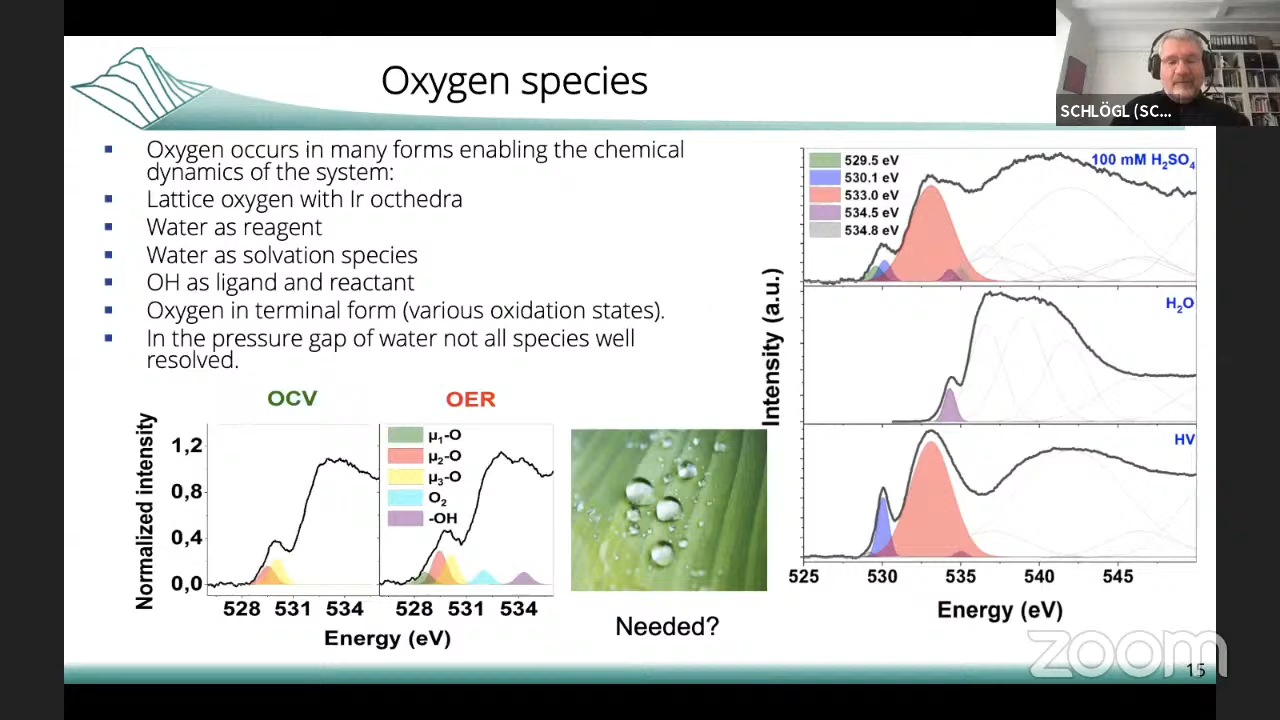 Oxygen species
SCHLÖGL (SC...
Oxygen occurs in many forms enabling the chemical
dynamics of the system:
Lattice oxygen with Ir octhedra
Water as reagent
Water as solvation species
OH as ligand and reactant
Oxygen in terminal form (various oxidation states).
In the pressure gap of water not all species well
resolved.
OCV
OER
Normalized intensity
1,2
0,8
0,4
0,0
μ₁-O
μ₂-O
μ₃-O
O₂
-OH
528 531 534
528 531 534
Energy (eV)
Needed?
Intensity (a.u.)
529.5 eV
530.1 eV
533.0 eV
534.5 eV
534.8 eV
100 mM H₂SO₄
H₂O
HV
525 530 535 540 545
Energy (eV)
zoom
15